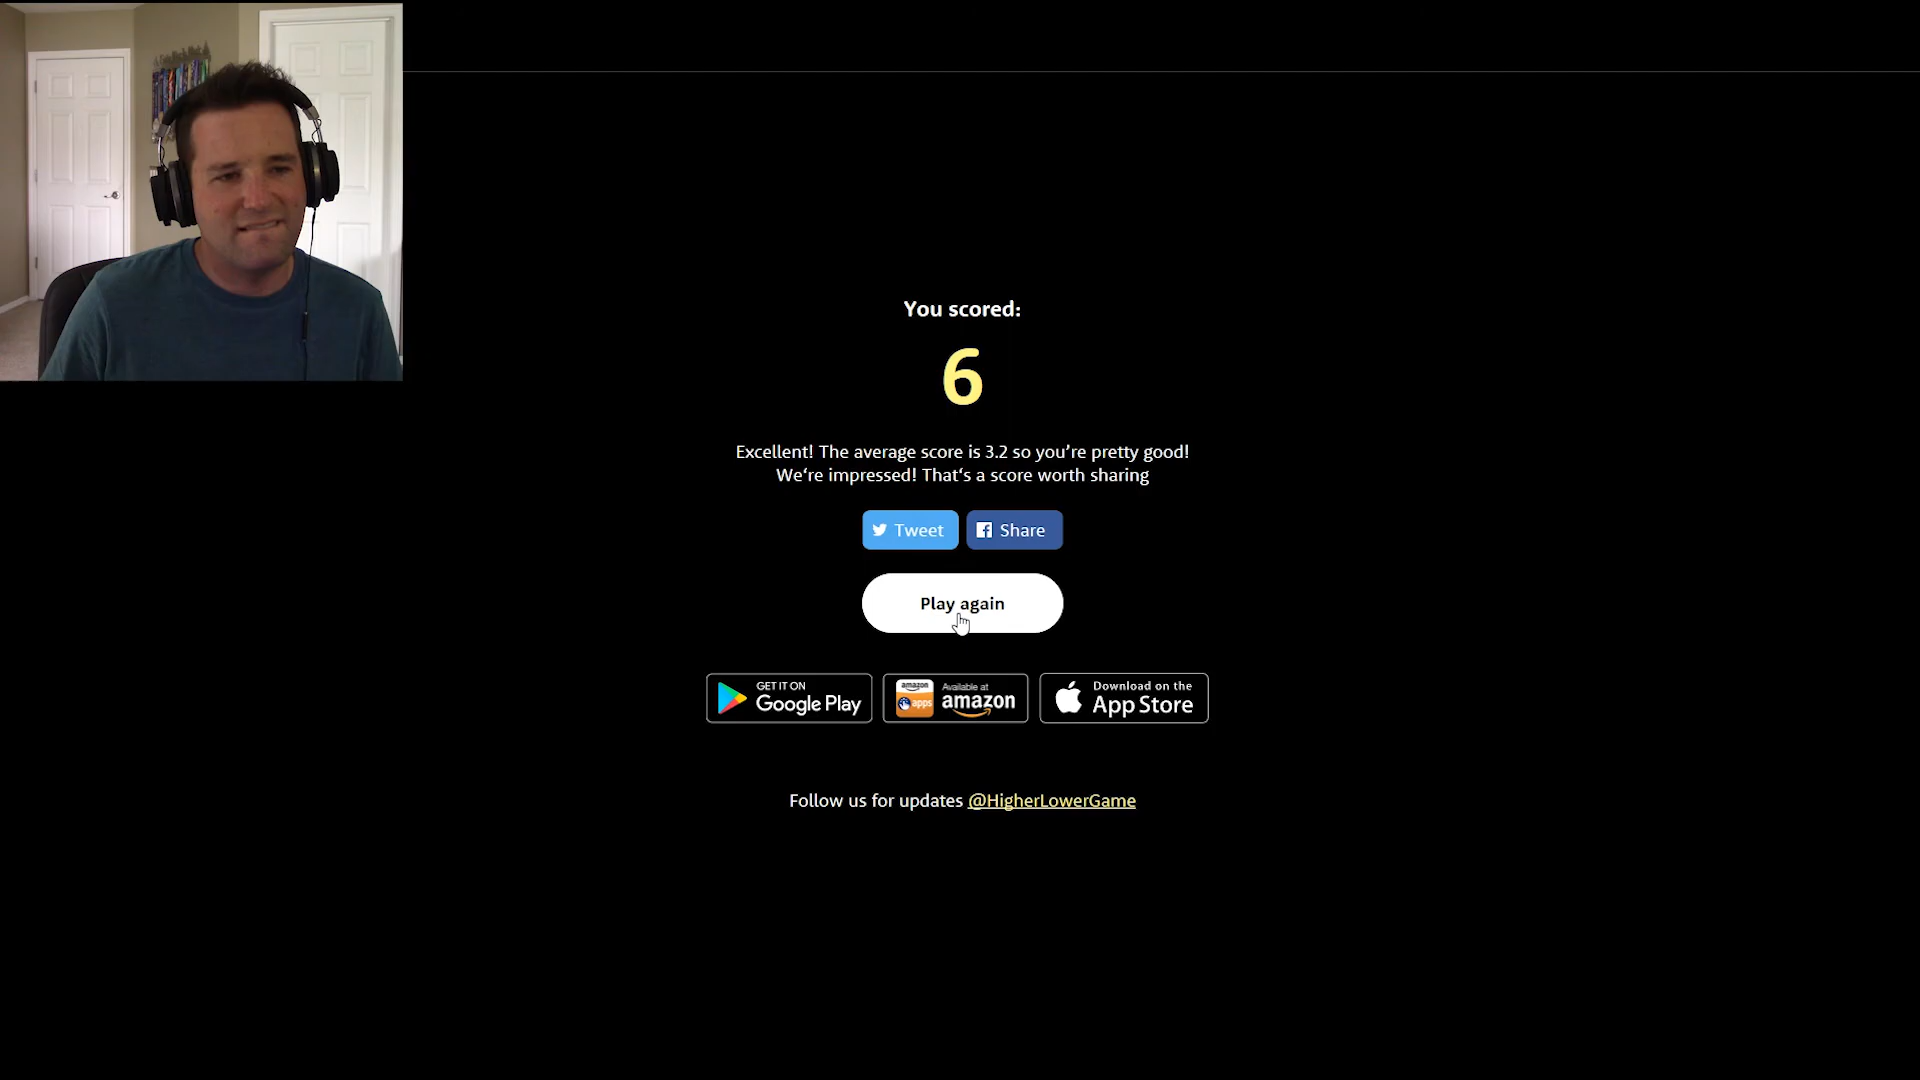 You scored:
6
Excellent! The average score is 3.2 so you’re pretty good!
We‘re impressed! That‘s a score worth sharing
Tweet
Share
Play again
GET IT ON
Google Play
amazon
apps
Available at
amazon
Download on the
App Store
Follow us for updates @HigherLowerGame